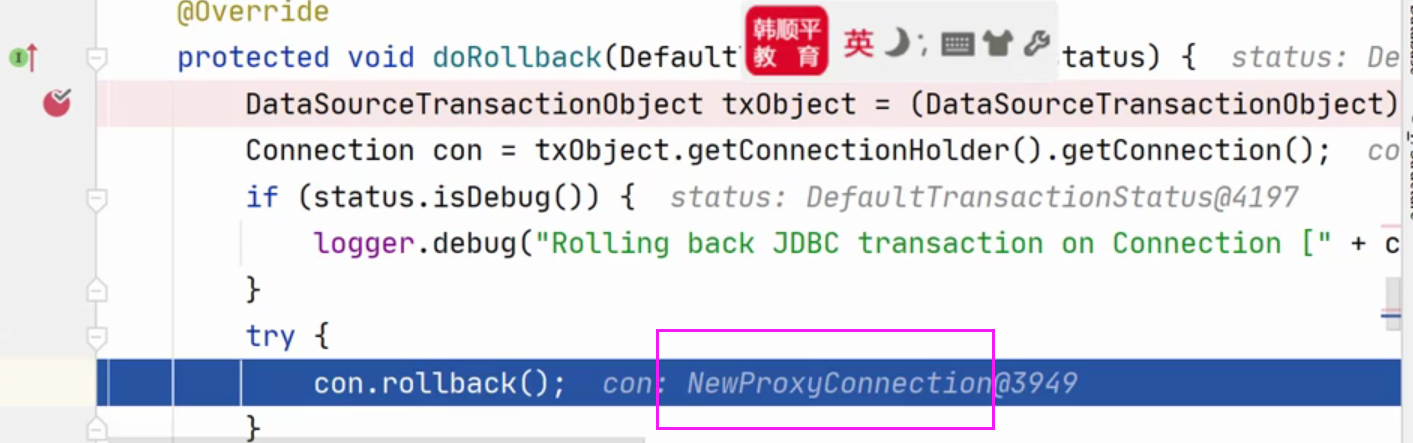 @Override
protected void doRollback(Default
韩顺平
教 育
英
tatus) { status: De
DataSourceTransactionObject txObject = (DataSourceTransactionObject)
Connection con = txObject.getConnectionHolder().getConnection(); co
if (status.isDebug()) { status: DefaultTransactionStatus@4197
logger.debug("Rolling back JDBC transaction on Connection [" + c
}
try {
con.rollback(); con: NewProxyConnection@3949
}